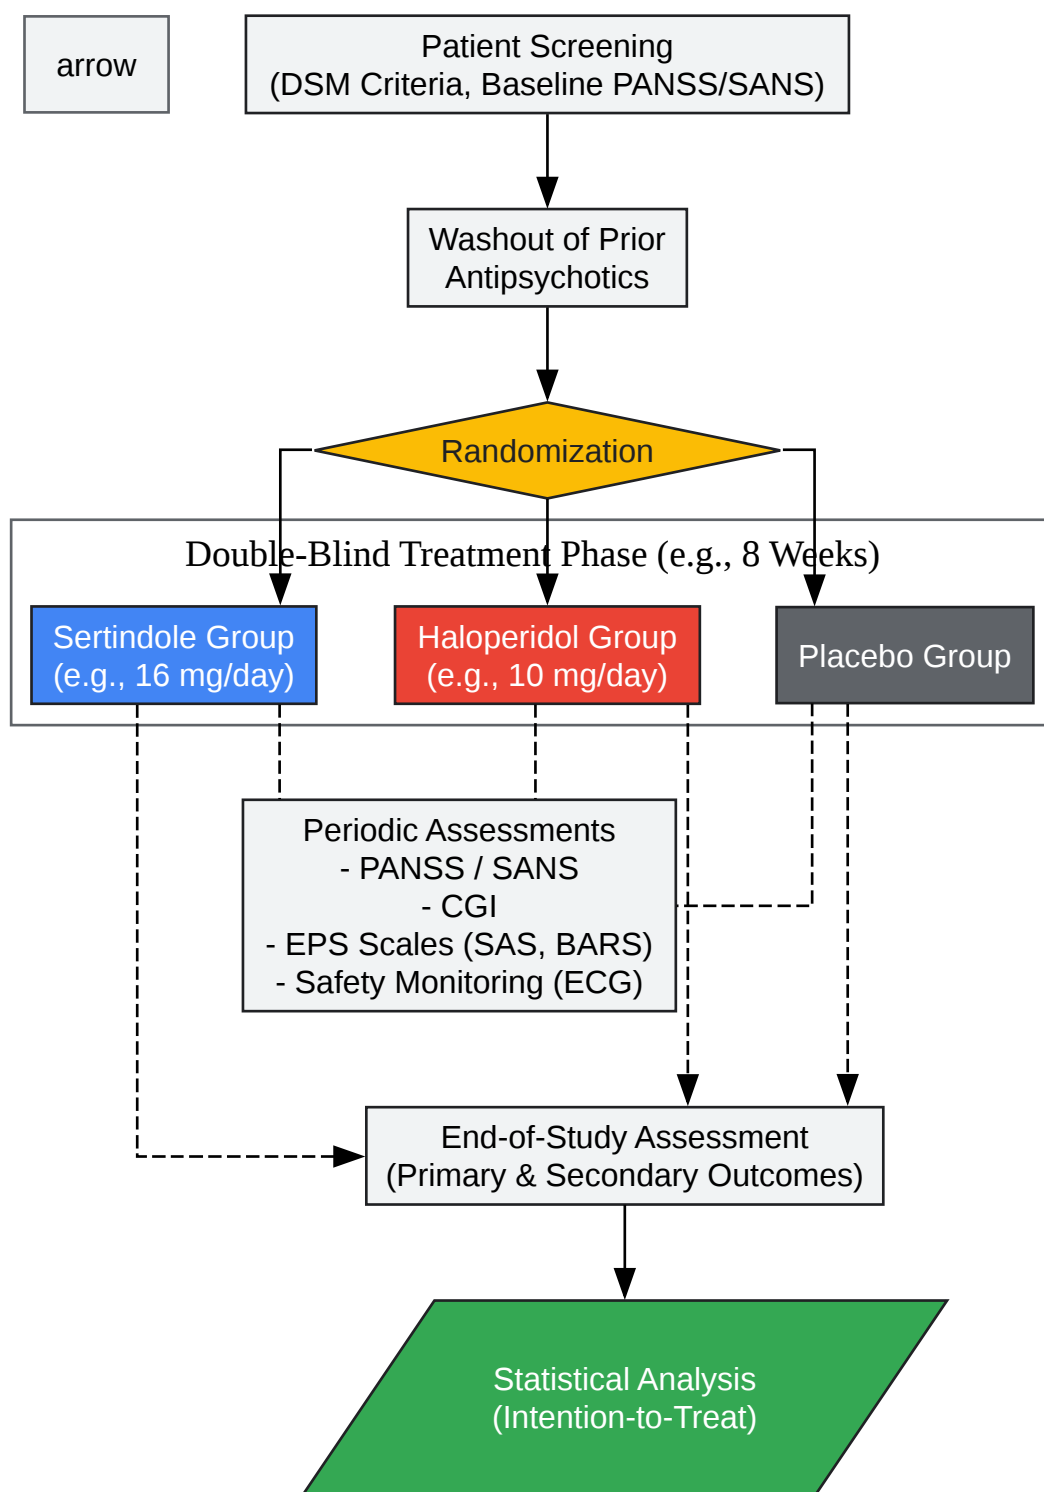 arrow
Patient Screening
(DSM Criteria, Baseline PANSS/SANS)
Washout of Prior
Antipsychotics
Randomization
Double-Blind Treatment Phase (e.g., 8 Weeks)
Sertindole Group
(e.g., 16 mg/day)
Haloperidol Group
(e.g., 10 mg/day)
Placebo Group
Periodic Assessments
- PANSS / SANS
- CGI
- EPS Scales (SAS, BARS)
- Safety Monitoring (ECG)
End-of-Study Assessment
(Primary & Secondary Outcomes)
Statistical Analysis
(Intention-to-Treat)